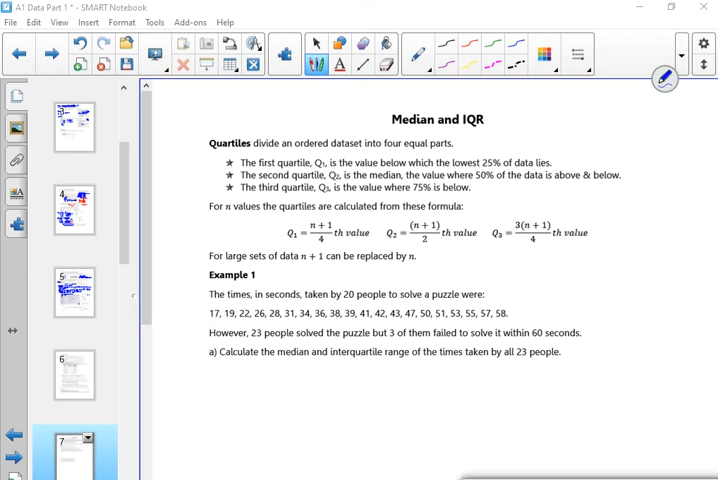 A1 Data Part 1 * - SMART Notebook
File Edit View Insert Format Tools Add-ons Help
Median and IQR
Quartiles divide an ordered dataset into four equal parts.
★ The first quartile, Q₁, is the value below which the lowest 25% of data lies.
★ The second quartile, Q₂, is the median, the value where 50% of the data is above & below.
★ The third quartile, Q₃, is the value where 75% is below.
For n values the quartiles are calculated from these formula:
Q₁ = (n + 1)/4 th value Q₂ = (n + 1)/2 th value Q₃ = 3(n + 1)/4 th value
For large sets of data n + 1 can be replaced by n.
Example 1
The times, in seconds, taken by 20 people to solve a puzzle were:
17, 19, 22, 26, 28, 31, 34, 36, 38, 39, 41, 42, 43, 47, 50, 51, 53, 55, 57, 58.
However, 23 people solved the puzzle but 3 of them failed to solve it within 60 seconds.
a) Calculate the median and interquartile range of the times taken by all 23 people.
3
4
5
6
7